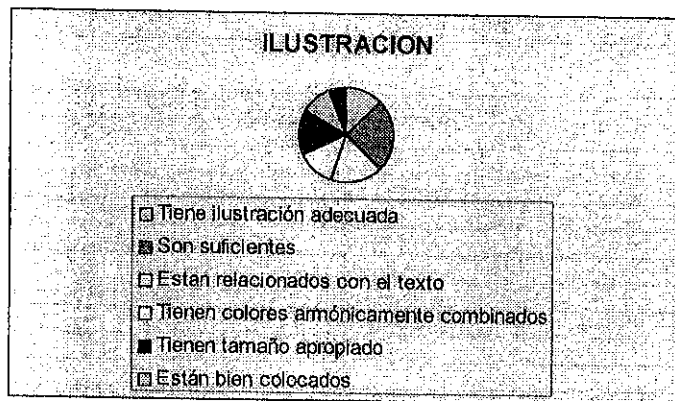 ILUSTRACION
Tiene ilustración adecuada
Son suficientes
Estan relacionados con el texto
Tienen colores armónicamente combinados
Tienen tamaño apropiado
Están bien colocados